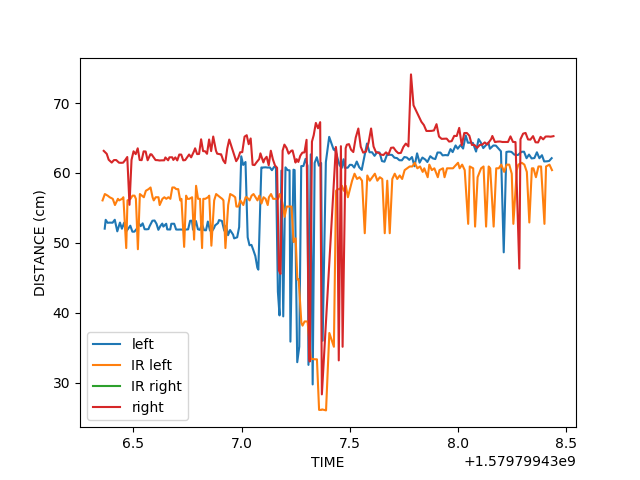 70
60
50
40
30
DISTANCE (cm)
left
IR left
IR right
right
6.5
7.0
7.5
8.0
8.5
TIME
+1.57979943e9